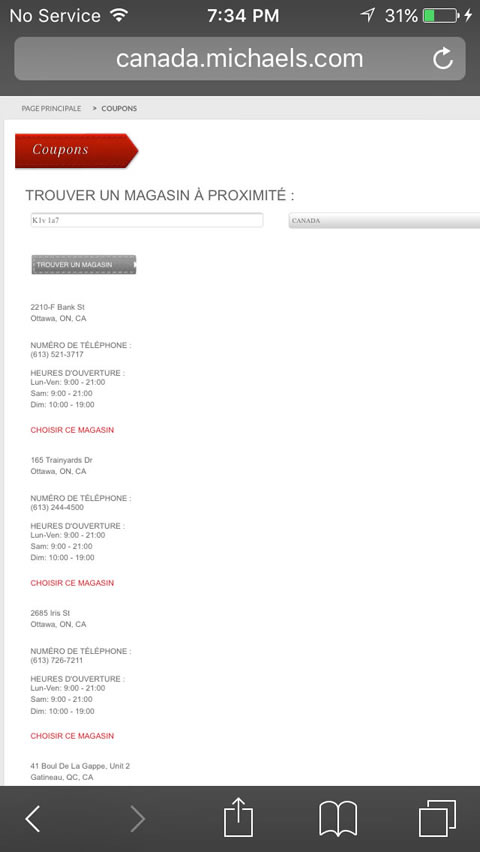 No Service 7:34 PM 31%
canada.michaels.com
PAGE PRINCIPALE > COUPONS
Coupons
TROUVER UN MAGASIN À PROXIMITÉ :
K1v 1a7 CANADA
TROUVER UN MAGASIN
2210-F Bank St
Ottawa, ON, CA
NUMÉRO DE TÉLÉPHONE :
(613) 521-3717
HEURES D'OUVERTURE :
Lun-Ven: 9:00 - 21:00
Sam: 9:00 - 21:00
Dim: 10:00 - 19:00
CHOISIR CE MAGASIN
165 Trainyards Dr
Ottawa, ON, CA
NUMÉRO DE TÉLÉPHONE :
(613) 244-4500
HEURES D'OUVERTURE :
Lun-Ven: 9:00 - 21:00
Sam: 9:00 - 21:00
Dim: 10:00 - 19:00
CHOISIR CE MAGASIN
2685 Iris St
Ottawa, ON, CA
NUMÉRO DE TÉLÉPHONE :
(613) 726-7211
HEURES D'OUVERTURE :
Lun-Ven: 9:00 - 21:00
Sam: 9:00 - 21:00
Dim: 10:00 - 19:00
CHOISIR CE MAGASIN
41 Boul De La Gappe, Unit 2
Gatineau, QC, CA